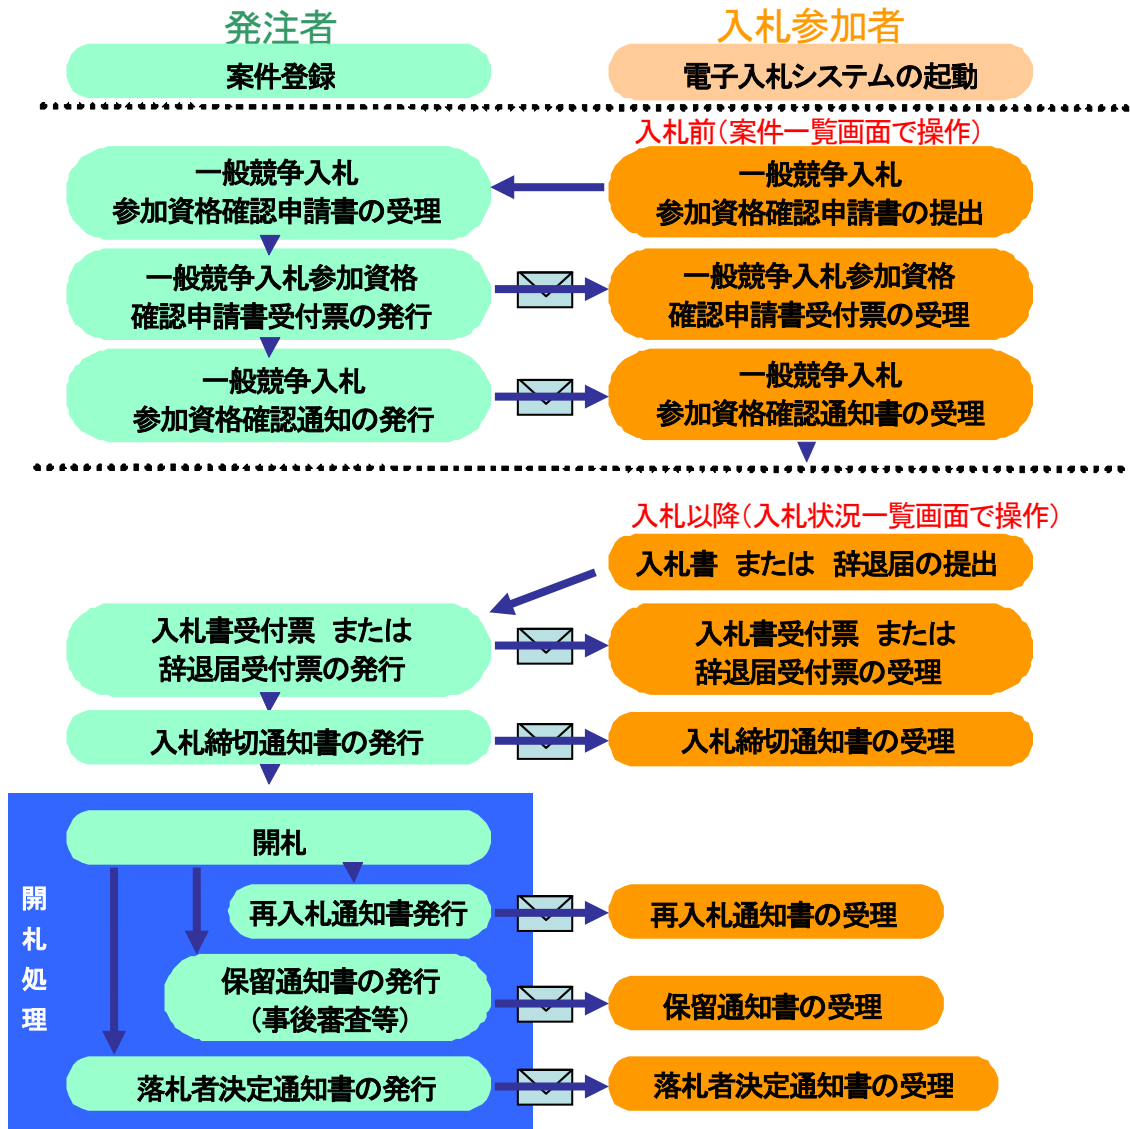 発注者
入札参加者
案件登録
電子入札システムの起動
入札前（案件一覧画面で操作）
一般競争入札
参加資格確認申請書の受理
一般競争入札
参加資格確認申請書の提出
一般競争入札参加資格
確認申請書受付票の発行
一般競争入札参加資格
確認申請書受付票の受理
一般競争入札
参加資格確認通知の発行
一般競争入札
参加資格確認通知書の受理
入札以降（入札状況一覧画面で操作）
入札書　または　辞退届の提出
入札書受付票　または
辞退届受付票の発行
入札書受付票　または
辞退届受付票の受理
入札締切通知書の発行
入札締切通知書の受理
開札処理
開札
再入札通知書発行
再入札通知書の受理
保留通知書の発行
（事後審査等）
保留通知書の受理
落札者決定通知書の発行
落札者決定通知書の受理